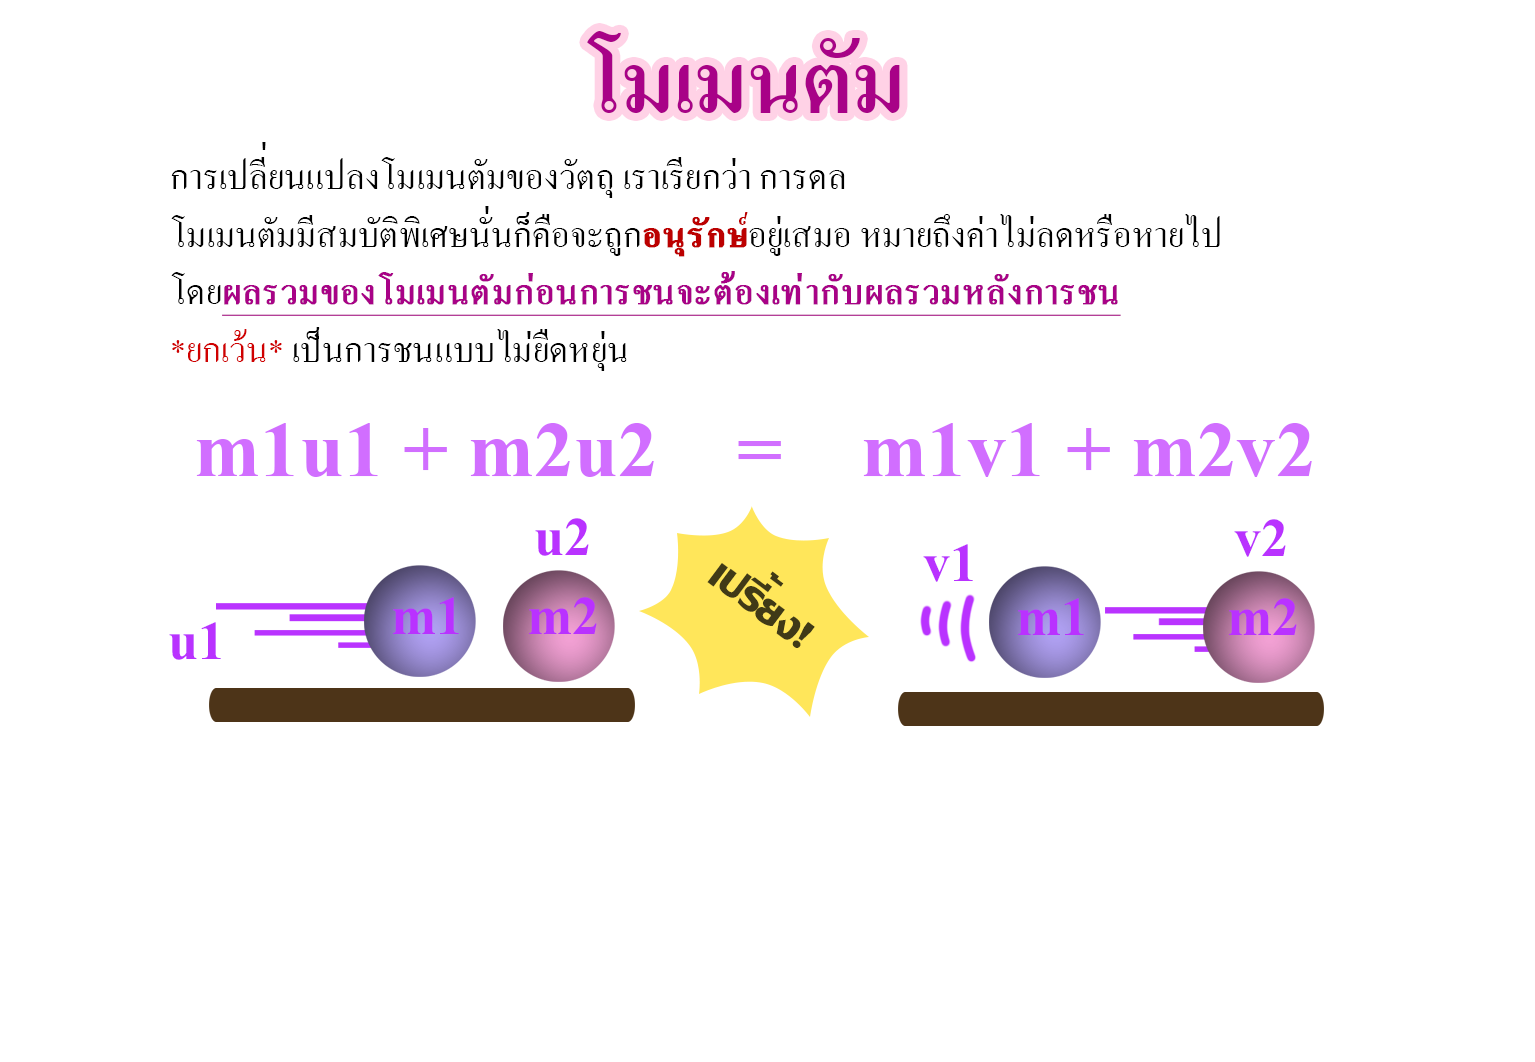 โมเมนตัม
การเปลี่ยนแปลงโมเมนตัมของวัตถุ เราเรียกว่า การดล
โมเมนตัมมีสมบัติพิเศษนั่นก็คือจะถูกอนุรักษ์อยู่เสมอ หมายถึงค่าไม่ลดหรือหายไป
โดยผลรวมของโมเมนตัมก่อนการชนจะต้องเท่ากับผลรวมหลังการชน
*ยกเว้น* เป็นการชนแบบไม่ยืดหยุ่น
m1u1 + m2u2 = m1v1 + m2v2
u2
v2
v1
m1
m2
เปรี้ยง!
m1
m2
u1